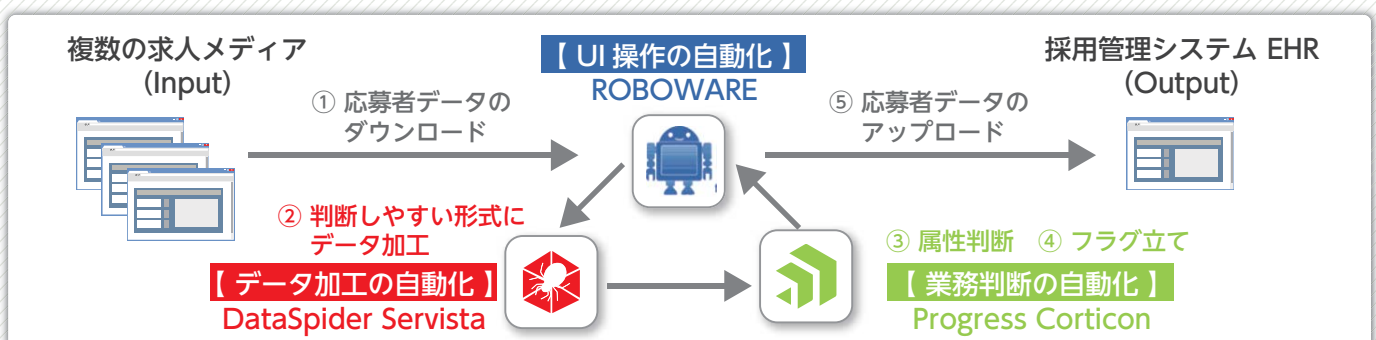 複数の求人メディア
(Input)
① 応募者データの
ダウンロード
【 UI 操作の自動化 】
ROBOWARE
⑤ 応募者データの
アップロード
採用管理システム EHR
(Output)
② 判断しやすい形式に
データ加工
【 データ加工の自動化 】
DataSpider Servista
③ 属性判断 ④ フラグ立て
【 業務判断の自動化 】
Progress Corticon